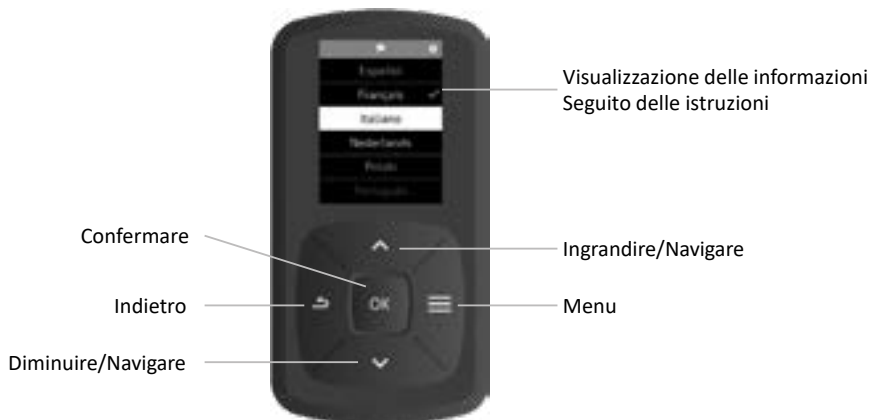 Español
Français
Italiano
Nederlands
Polski
Português
Visualizzazione delle informazioni
Seguito delle istruzioni
Confermare
Ingrandire/Navigare
Indietro
OK
Menu
Diminuire/Navigare